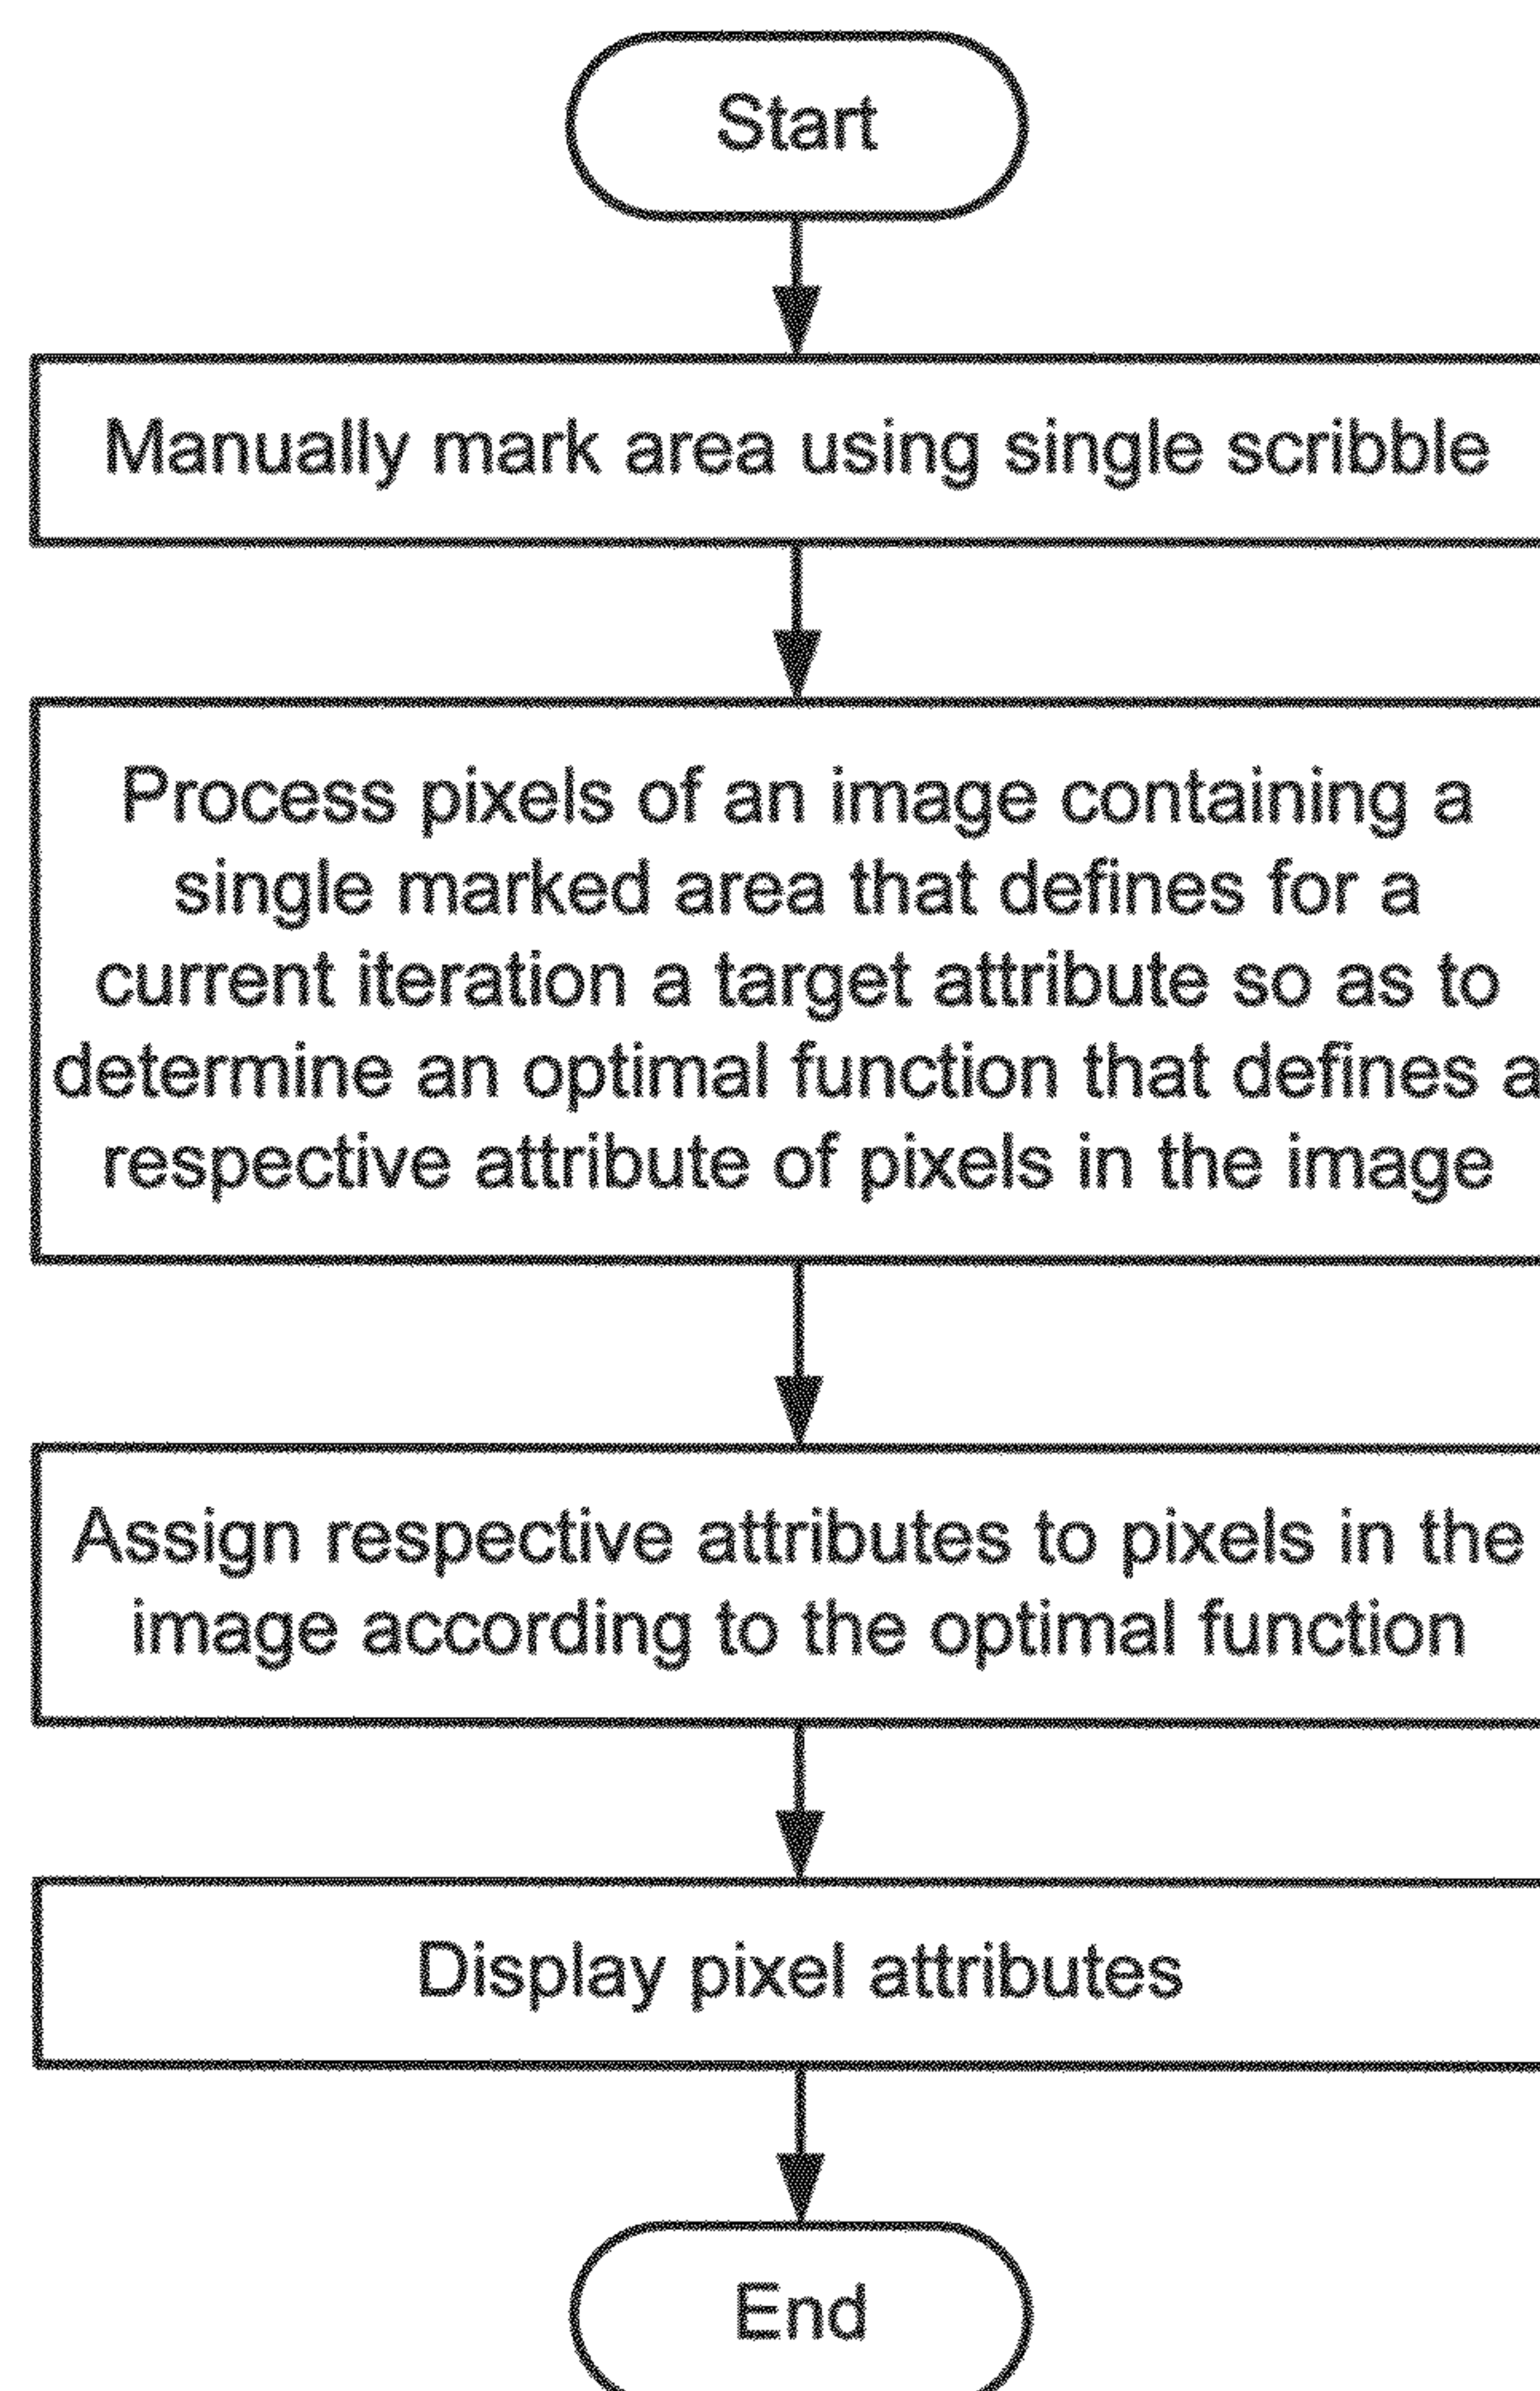 Start
Manually mark area using single scribble
Process pixels of an image containing a
single marked area that defines for a
current iteration a target attribute so as to
determine an optimal function that defines a
respective attribute of pixels in the image
Assign respective attributes to pixels in the
image according to the optimal function
Display pixel attributes
End